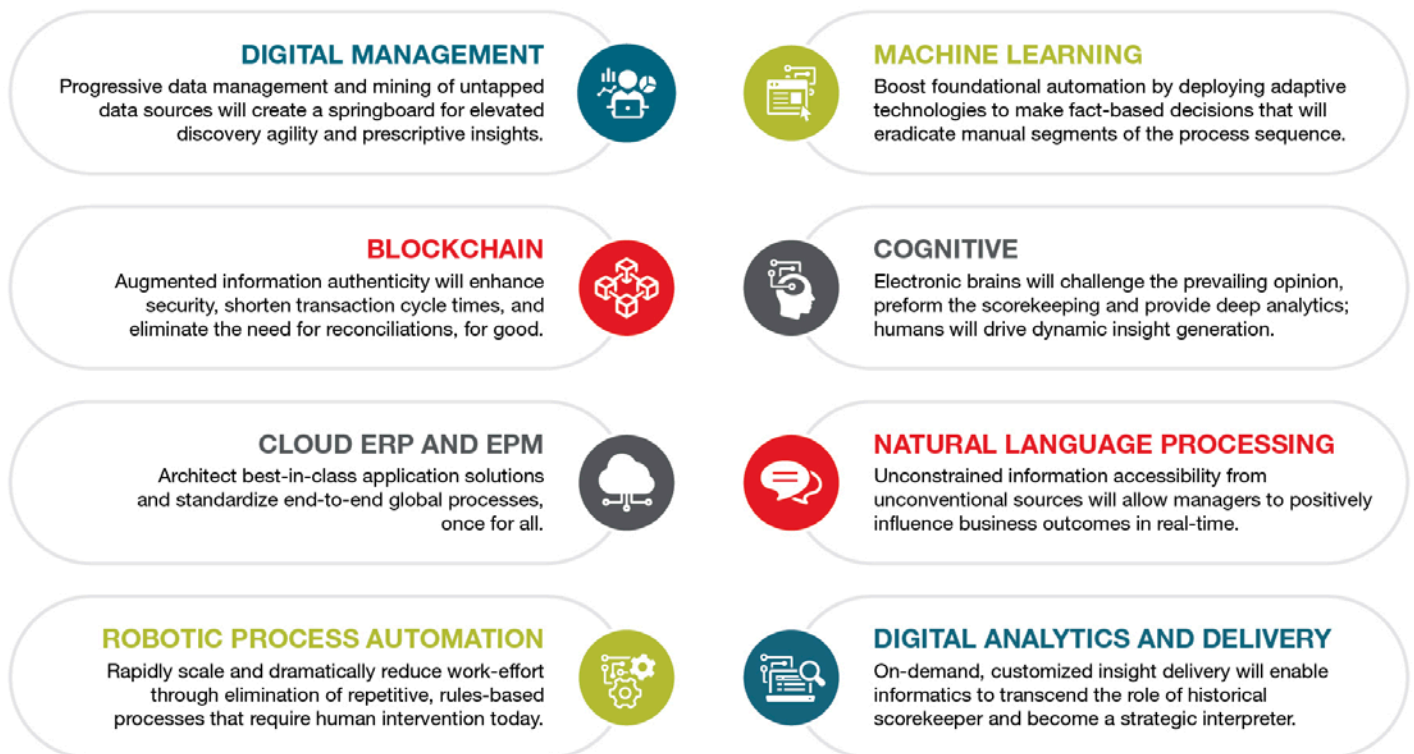 DIGITAL MANAGEMENT
Progressive data management and mining of untapped
data sources will create a springboard for elevated
discovery agility and prescriptive insights.
MACHINE LEARNING
Boost foundational automation by deploying adaptive
technologies to make fact-based decisions that will
eradicate manual segments of the process sequence.
BLOCKCHAIN
Augmented information authenticity will enhance
security, shorten transaction cycle times, and
eliminate the need for reconciliations, for good.
COGNITIVE
Electronic brains will challenge the prevailing opinion,
preform the scorekeeping and provide deep analytics;
humans will drive dynamic insight generation.
CLOUD ERP AND EPM
Architect best-in-class application solutions
and standardize end-to-end global processes,
once for all.
NATURAL LANGUAGE PROCESSING
Unconstrained information accessibility from
unconventional sources will allow managers to positively
influence business outcomes in real-time.
ROBOTIC PROCESS AUTOMATION
Rapidly scale and dramatically reduce work-effort
through elimination of repetitive, rules-based
processes that require human intervention today.
DIGITAL ANALYTICS AND DELIVERY
On-demand, customized insight delivery will enable
informatics to transcend the role of historical
scorekeeper and become a strategic interpreter.